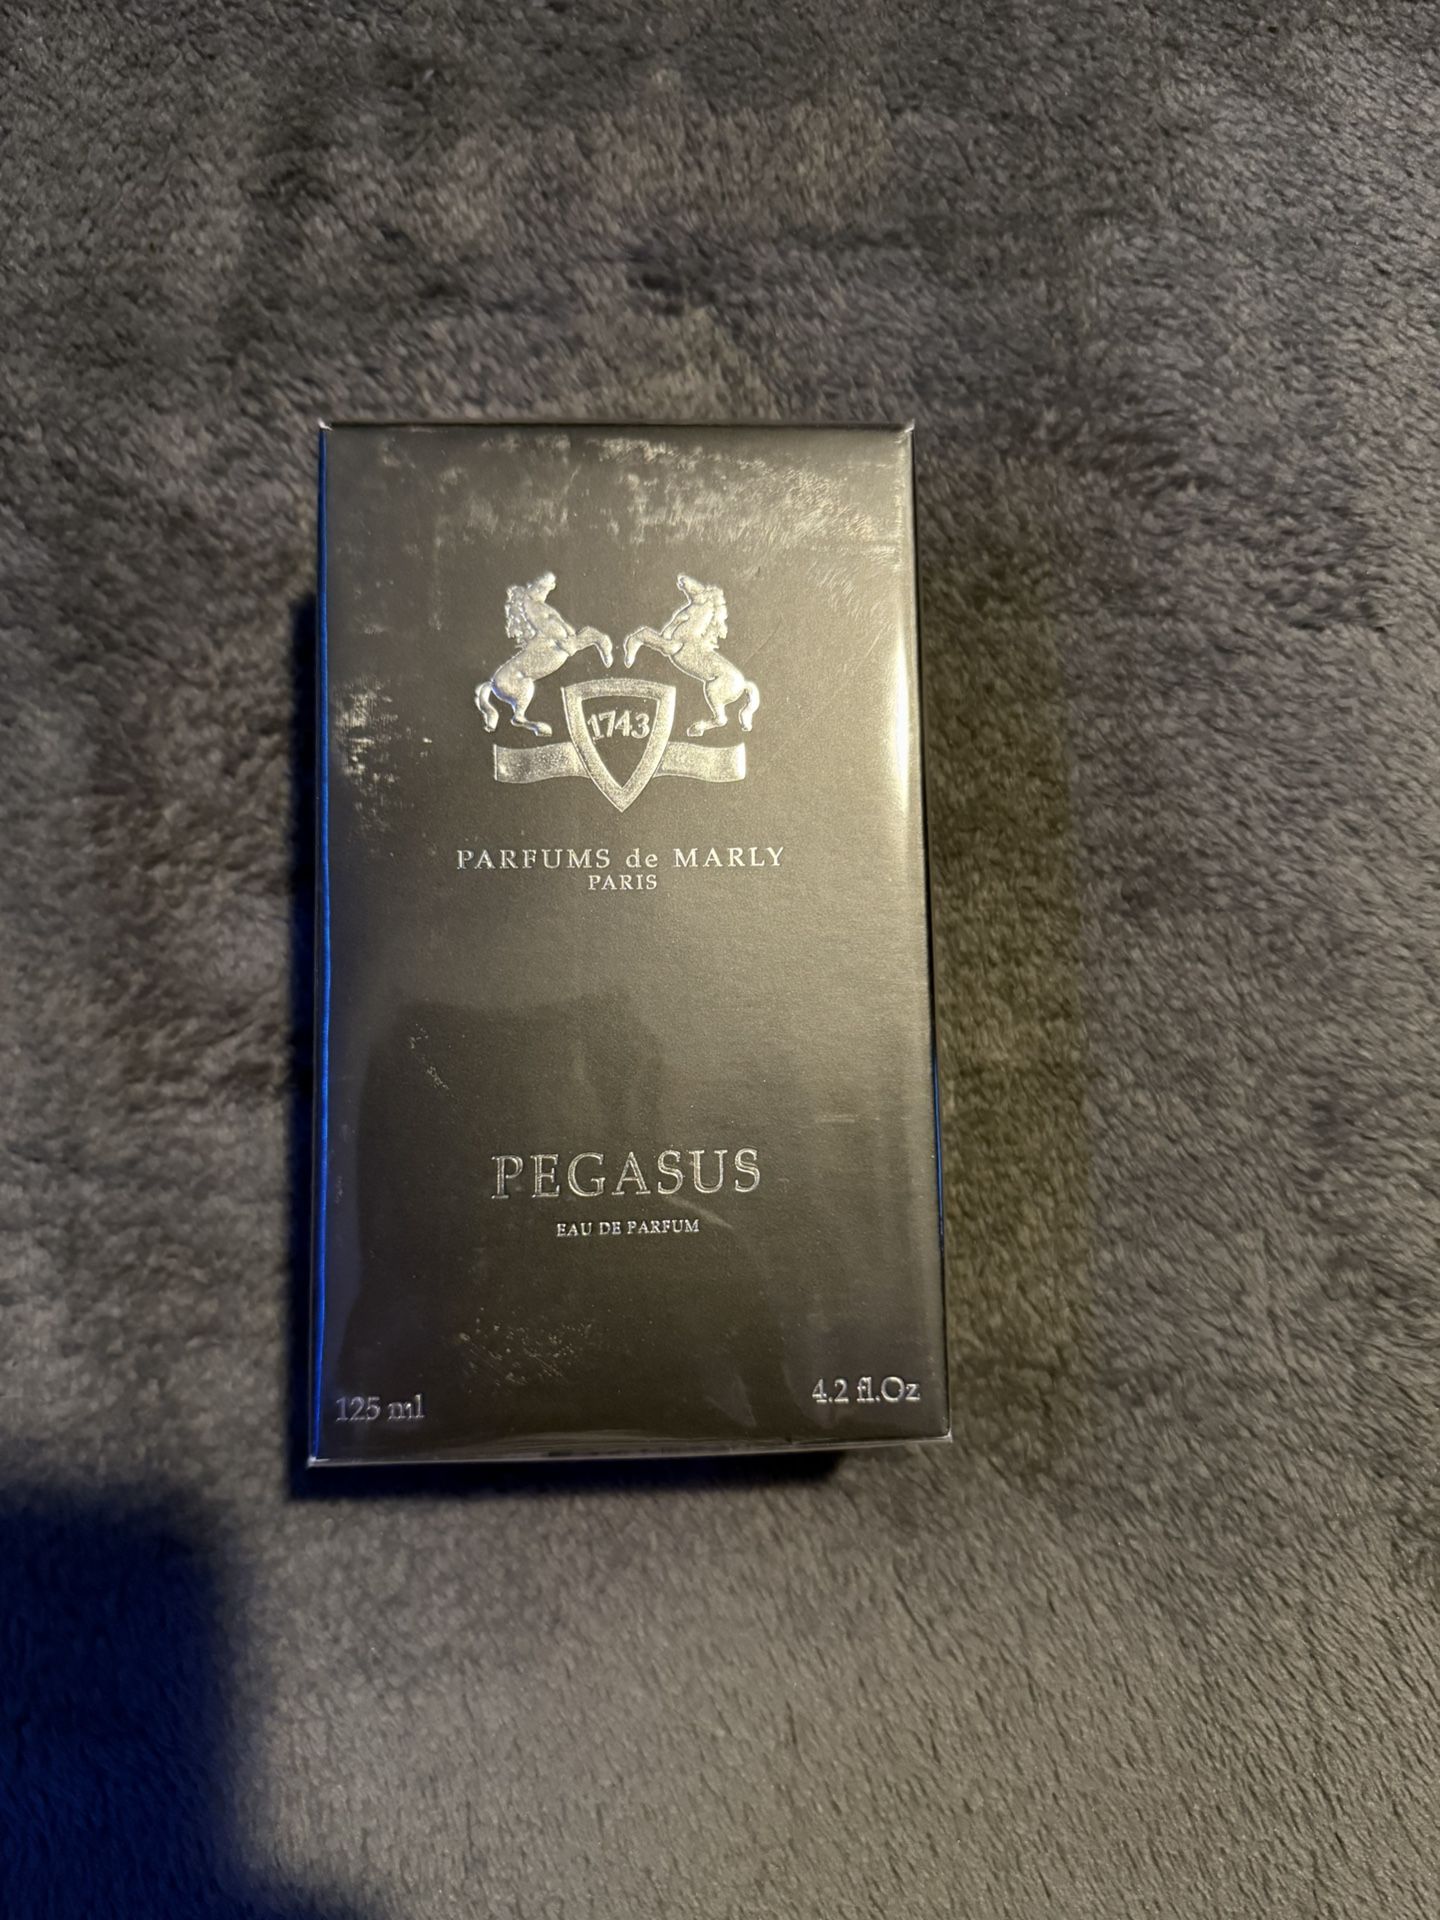 1743
PARFUMS de MARLY
PARIS
PEGASUS
EAU DE PARFUM
125 ml
4.2 fl.Oz